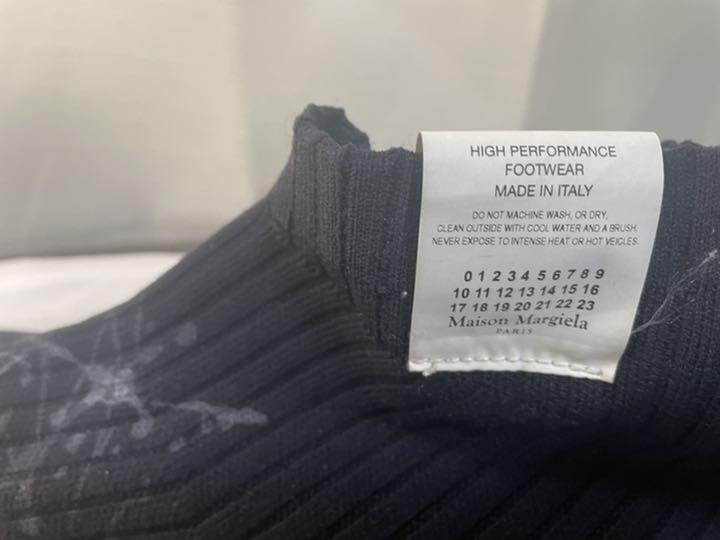 HIGH PERFORMANCE
FOOTWEAR
MADE IN ITALY
DO NOT MACHINE WASH, OR DRY,
CLEAN OUTSIDE WITH COOL WATER AND A BRUSH.
NEVER EXPOSE TO INTENSE HEAT OR HOT VEICLES.
0 1 2 3 4 5 6 7 8 9
10 11 12 13 14 15 16
17 18 19 20 21 22 23
Maison Margiela
PARIS